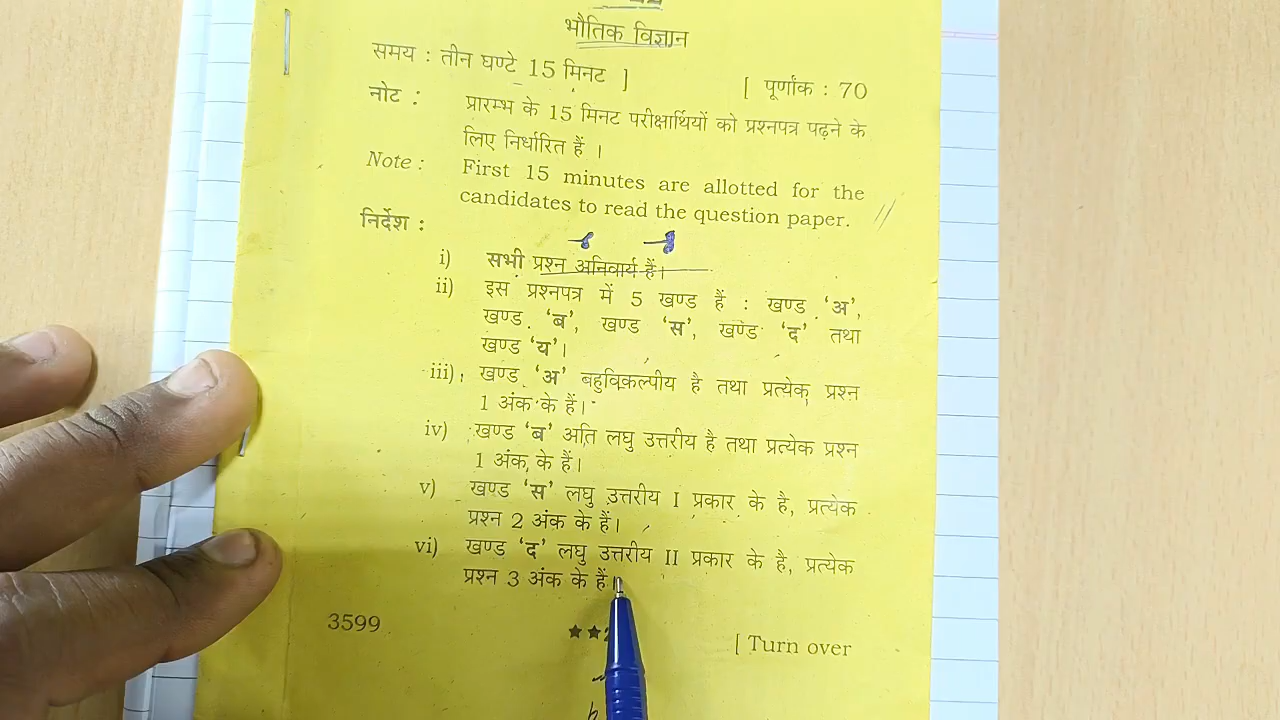 भौतिक विज्ञान
समय : तीन घण्टे 15 मिनट ] [ पूर्णांक : 70
नोट : प्रारम्भ के 15 मिनट परीक्षार्थियों को प्रश्नपत्र पढ़ने के
लिए निर्धारित हैं ।
Note : First 15 minutes are allotted for the
candidates to read the question paper.
निर्देश :
i) सभी प्रश्न अनिवार्य हैं।
ii) इस प्रश्नपत्र में 5 खण्ड हैं : खण्ड 'अ',
खण्ड 'ब', खण्ड 'स', खण्ड 'द' तथा
खण्ड 'य'।
iii) खण्ड 'अ' बहुविकल्पीय है तथा प्रत्येक प्रश्न
1 अंक के हैं।
iv) खण्ड 'ब' अति लघु उत्तरीय है तथा प्रत्येक प्रश्न
1 अंक के हैं।
v) खण्ड 'स' लघु उत्तरीय I प्रकार के है, प्रत्येक
प्रश्न 2 अंक के हैं।
vi) खण्ड 'द' लघु उत्तरीय II प्रकार के है, प्रत्येक
प्रश्न 3 अंक के हैं।
3599 ★★ [ Turn over